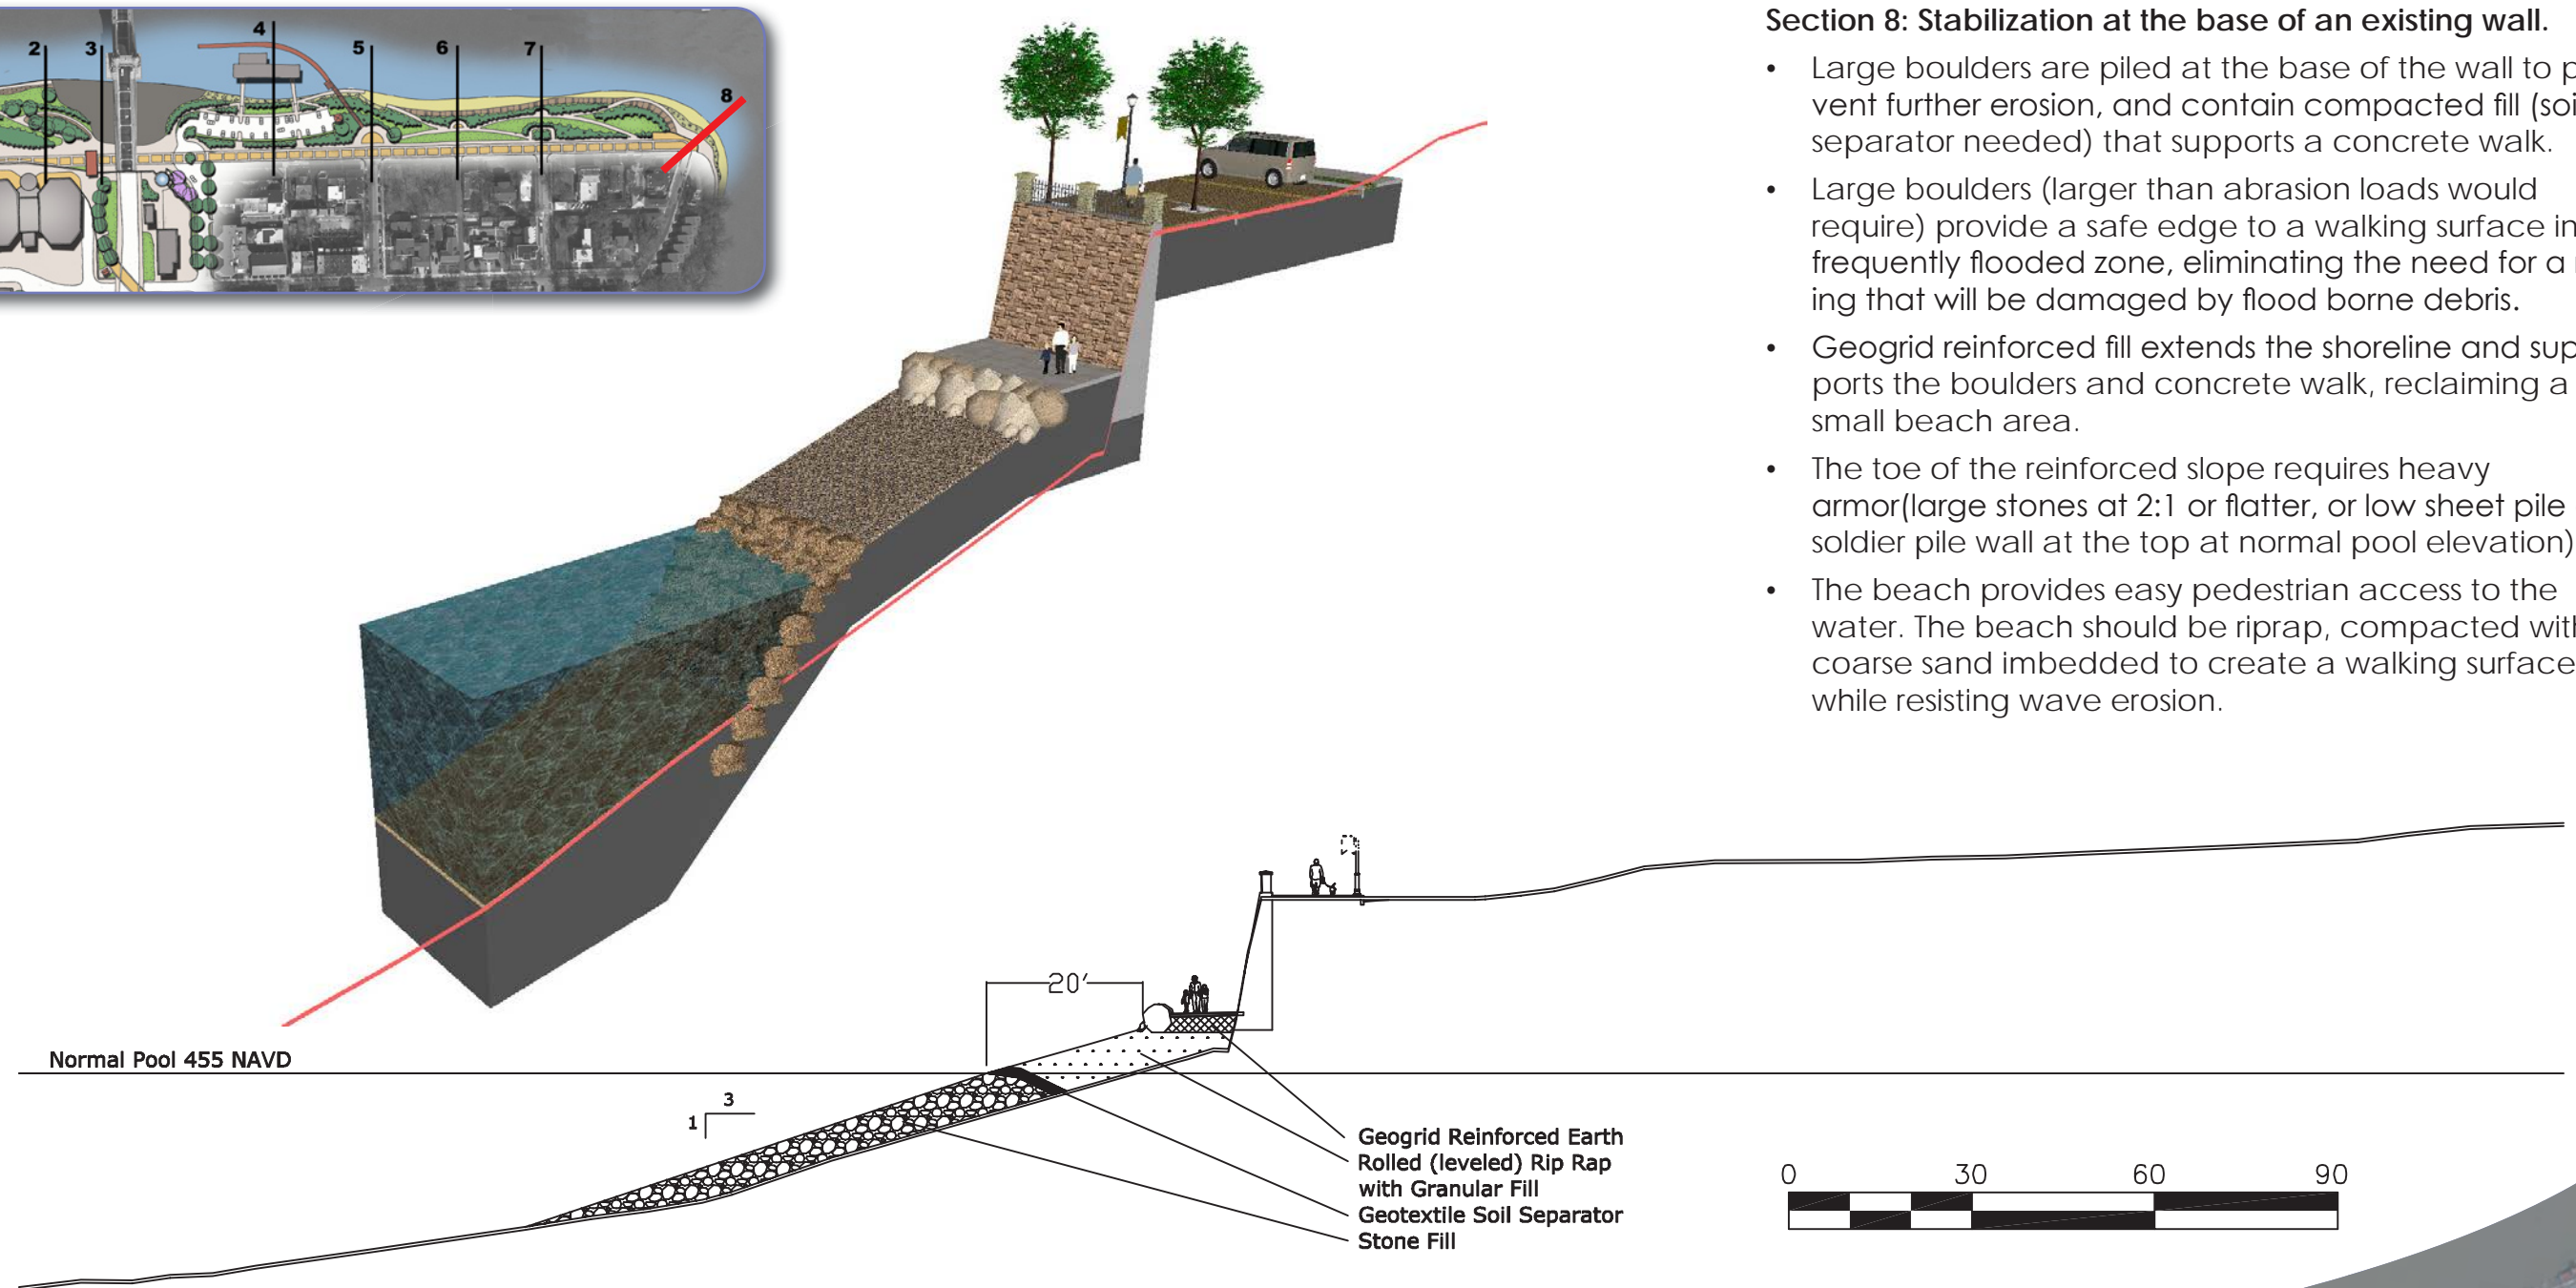 2 3 4 5 6 7 8
Section 8: Stabilization at the base of an existing wall.
• Large boulders are piled at the base of the wall to p
vent further erosion, and contain compacted fill (soi
separator needed) that supports a concrete walk.
• Large boulders (larger than abrasion loads would
require) provide a safe edge to a walking surface in
frequently flooded zone, eliminating the need for a
ing that will be damaged by flood borne debris.
• Geogrid reinforced fill extends the shoreline and sup
ports the boulders and concrete walk, reclaiming a
small beach area.
• The toe of the reinforced slope requires heavy
armor(large stones at 2:1 or flatter, or low sheet pile
soldier pile wall at the top at normal pool elevation)
• The beach provides easy pedestrian access to the
water. The beach should be riprap, compacted with
coarse sand imbedded to create a walking surface
while resisting wave erosion.
20'
Normal Pool 455 NAVD
3
1
Geogrid Reinforced Earth
Rolled (leveled) Rip Rap
with Granular Fill
Geotextile Soil Separator
Stone Fill
0 30 60 90